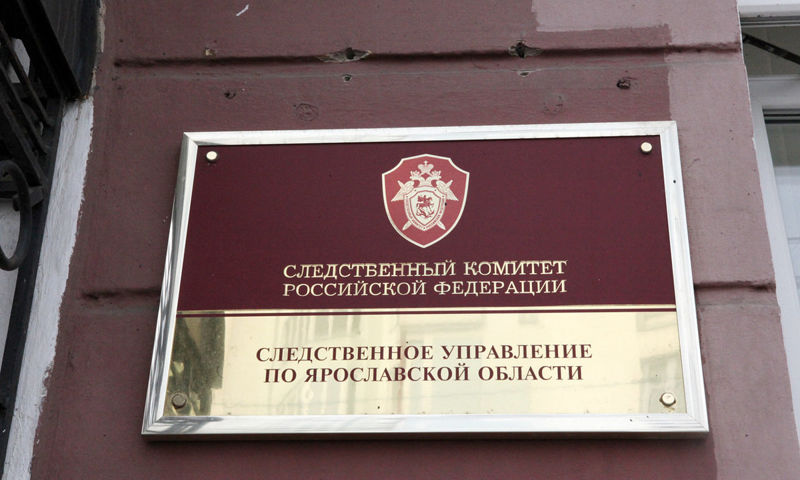 СЛЕДСТВЕННЫЙ КОМИТЕТ
РОССИЙСКОЙ ФЕДЕРАЦИИ
СЛЕДСТВЕННОЕ УПРАВЛЕНИЕ
ПО ЯРОСЛАВСКОЙ ОБЛАСТИ